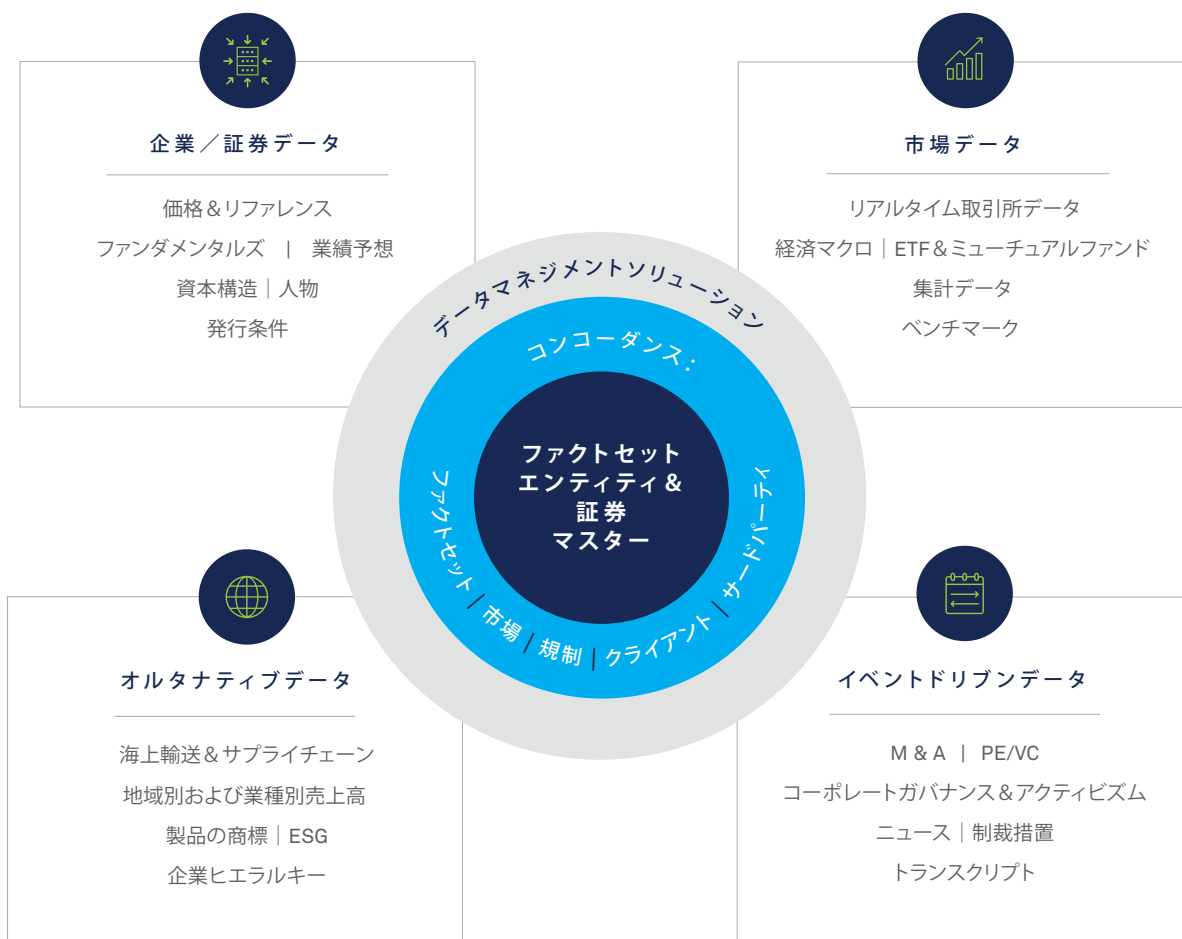 企業／証券データ
価格＆リファレンス
ファンダメンタルズ | 業績予想
資本構造｜人物
発行条件
市場データ
リアルタイム取引所データ
経済マクロ｜ETF＆ミューチュアルファンド
集計データ
ベンチマーク
データマネジメントソリューション
コンコーダンス：
ファクトセット
エンティティ＆
証券
マスター
ファクトセット｜市場｜規制｜クライアント｜サードパーティ
オルタナティブデータ
海上輸送＆サプライチェーン
地域別および業種別売上高
製品の商標｜ESG
企業ヒエラルキー
イベントドリブンデータ
M & A | PE/VC
コーポレートガバナンス＆アクティビズム
ニュース｜制裁措置
トランスクリプト